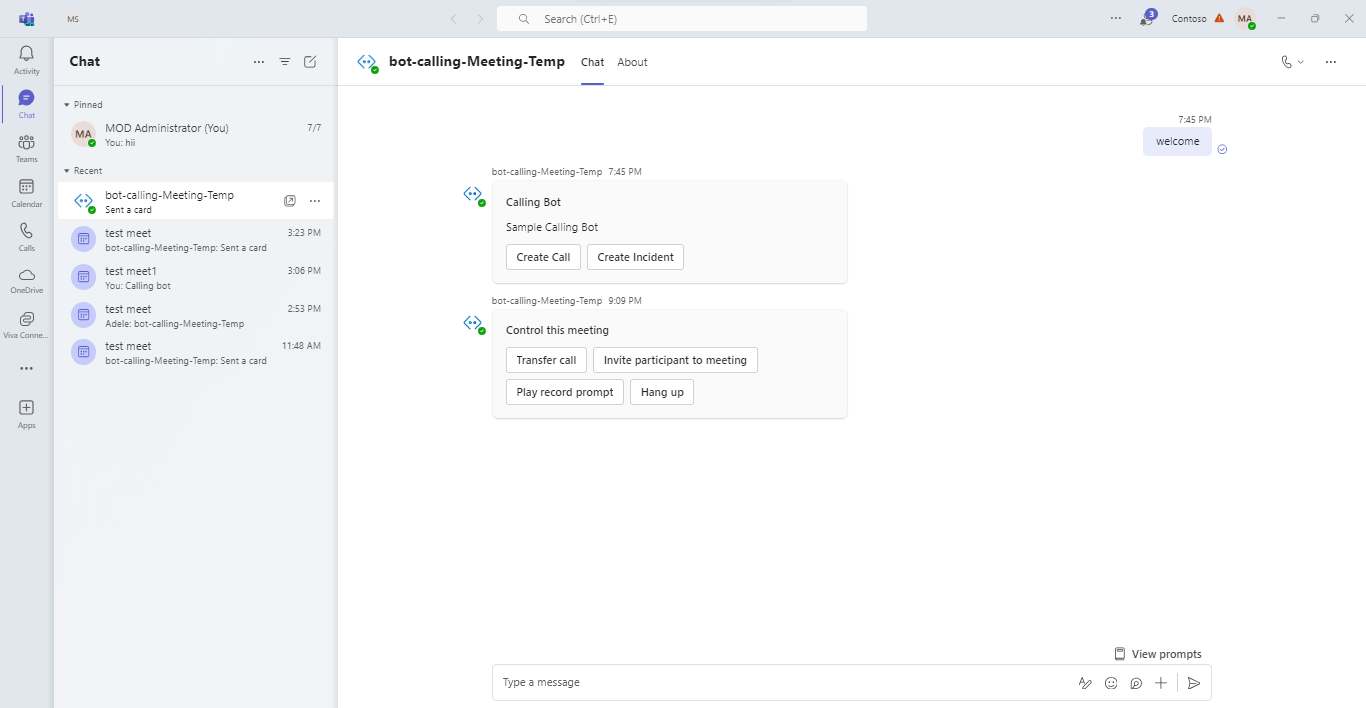 MS
Search (Ctrl+E)
3
Contoso
MA
Activity
Chat
Teams
Calendar
Calls
OneDrive
Viva Conne...
Apps
Chat
Pinned
MA
MOD Administrator (You)
7/7
You: hii
Recent
bot-calling-Meeting-Temp
Sent a card
test meet
3:23 PM
bot-calling-Meeting-Temp: Sent a card
test meet1
3:06 PM
You: Calling bot
test meet
2:53 PM
Adele: bot-calling-Meeting-Temp
test meet
11:48 AM
bot-calling-Meeting-Temp: Sent a card
bot-calling-Meeting-Temp
Chat
About
7:45 PM
welcome
bot-calling-Meeting-Temp 7:45 PM
Calling Bot
Sample Calling Bot
Create Call
Create Incident
bot-calling-Meeting-Temp 9:09 PM
Control this meeting
Transfer call
Invite participant to meeting
Play record prompt
Hang up
View prompts
Type a message